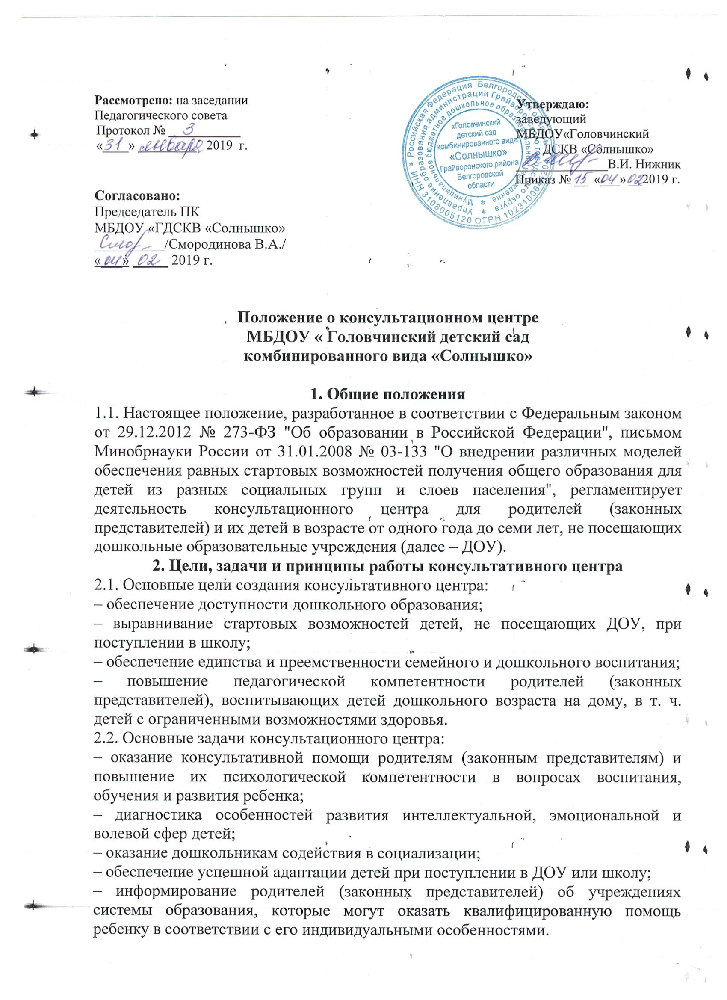 Рассмотрено: на заседании
Педагогического совета
Протокол № 3
«31» января 2019 г.
Согласовано:
Председатель ПК
МБДОУ «ГДСКВ «Солнышко»
/Смородинова В.А./
«04» 02 2019 г.
Утверждаю:
заведующий
МБДОУ«Головчинский
ДСКВ «Солнышко»
В.И. Нижник
Приказ № 15 «04» 02 2019 г.
* Российская Федерация Белгородская область *
ИНН 3108005120 ОГРН
Управление образования администрации Грайворонского городского округа *
Муниципальное бюджетное дошкольное образовательное учреждение *
«Головчинский
детский сад
комбинированного вида
«Солнышко»
Грайворонского района
Белгородской
области
Положение о консультационном центре
МБДОУ « Головчинский детский сад
комбинированного вида «Солнышко»
1. Общие положения
1.1. Настоящее положение, разработанное в соответствии с Федеральным законом
от 29.12.2012 № 273-ФЗ "Об образовании в Российской Федерации", письмом
Минобрнауки России от 31.01.2008 № 03-133 "О внедрении различных моделей
обеспечения равных стартовых возможностей получения общего образования для
детей из разных социальных групп и слоев населения", регламентирует
деятельность консультационного центра для родителей (законных
представителей) и их детей в возрасте от одного года до семи лет, не посещающих
дошкольные образовательные учреждения (далее – ДОУ).
2. Цели, задачи и принципы работы консультативного центра
2.1. Основные цели создания консультативного центра:
– обеспечение доступности дошкольного образования;
– выравнивание стартовых возможностей детей, не посещающих ДОУ, при
поступлении в школу;
– обеспечение единства и преемственности семейного и дошкольного воспитания;
– повышение педагогической компетентности родителей (законных
представителей), воспитывающих детей дошкольного возраста на дому, в т. ч.
детей с ограниченными возможностями здоровья.
2.2. Основные задачи консультационного центра:
– оказание консультативной помощи родителям (законным представителям) и
повышение их психологической компетентности в вопросах воспитания,
обучения и развития ребенка;
– диагностика особенностей развития интеллектуальной, эмоциональной и
волевой сфер детей;
– оказание дошкольникам содействия в социализации;
– обеспечение успешной адаптации детей при поступлении в ДОУ или школу;
– информирование родителей (законных представителей) об учреждениях
системы образования, которые могут оказать квалифицированную помощь
ребенку в соответствии с его индивидуальными особенностями.